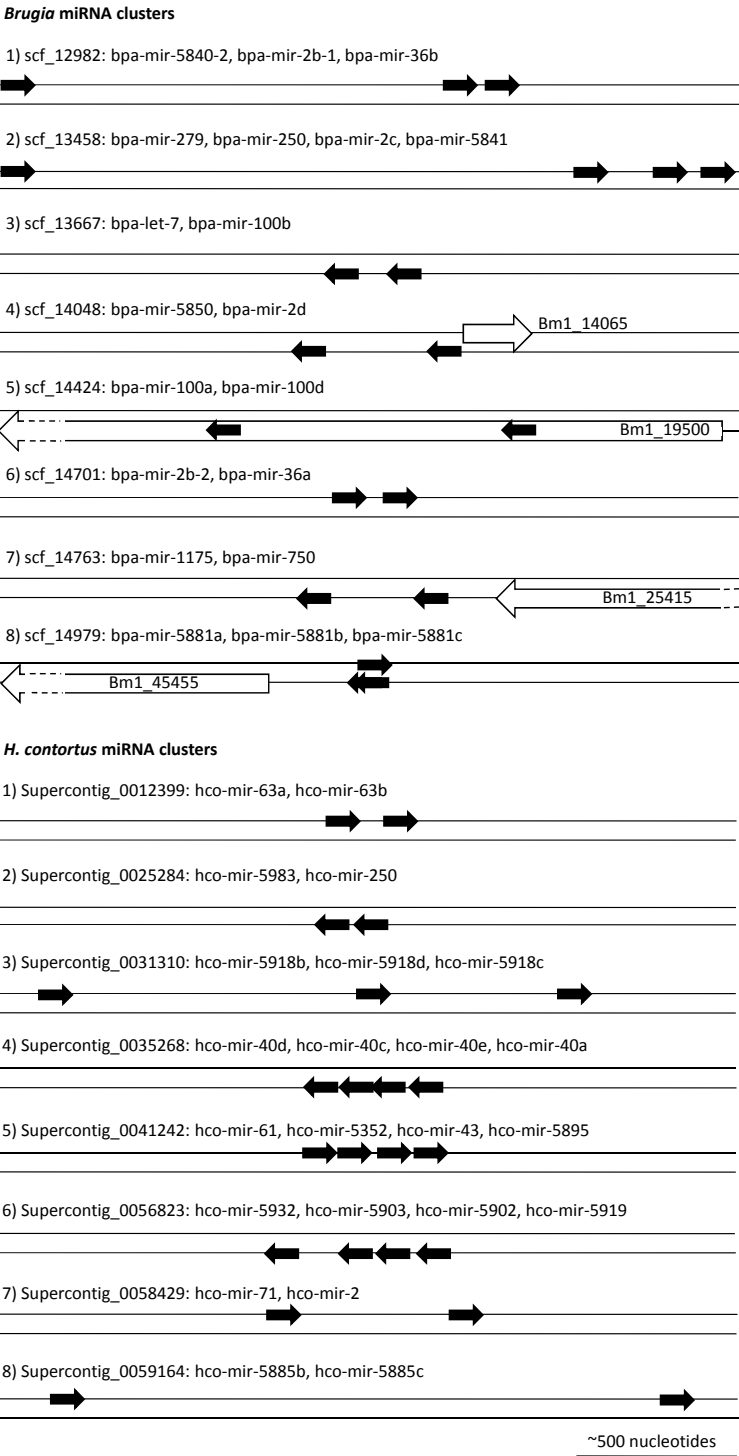 Brugia miRNA clusters
1) scf_12982: bpa-mir-5840-2, bpa-mir-2b-1, bpa-mir-36b
2) scf_13458: bpa-mir-279, bpa-mir-250, bpa-mir-2c, bpa-mir-5841
3) scf_13667: bpa-let-7, bpa-mir-100b
4) scf_14048: bpa-mir-5850, bpa-mir-2d
Bm1_14065
5) scf_14424: bpa-mir-100a, bpa-mir-100d
Bm1_19500
6) scf_14701: bpa-mir-2b-2, bpa-mir-36a
7) scf_14763: bpa-mir-1175, bpa-mir-750
Bm1_25415
8) scf_14979: bpa-mir-5881a, bpa-mir-5881b, bpa-mir-5881c
Bm1_45455
H. contortus miRNA clusters
1) Supercontig_0012399: hco-mir-63a, hco-mir-63b
2) Supercontig_0025284: hco-mir-5983, hco-mir-250
3) Supercontig_0031310: hco-mir-5918b, hco-mir-5918d, hco-mir-5918c
4) Supercontig_0035268: hco-mir-40d, hco-mir-40c, hco-mir-40e, hco-mir-40a
5) Supercontig_0041242: hco-mir-61, hco-mir-5352, hco-mir-43, hco-mir-5895
6) Supercontig_0056823: hco-mir-5932, hco-mir-5903, hco-mir-5902, hco-mir-5919
7) Supercontig_0058429: hco-mir-71, hco-mir-2
8) Supercontig_0059164: hco-mir-5885b, hco-mir-5885c
~500 nucleotides